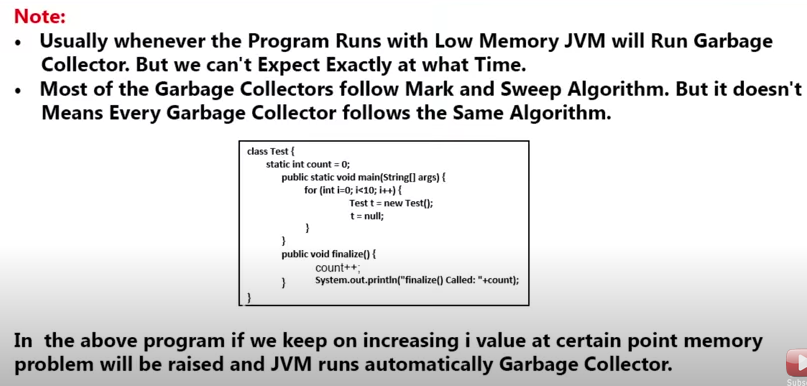 Note:
• Usually whenever the Program Runs with Low Memory JVM will Run Garbage
Collector. But we can't Expect Exactly at what Time.
• Most of the Garbage Collectors follow Mark and Sweep Algorithm. But it doesn't
Means Every Garbage Collector follows the Same Algorithm.
class Test {
static int count = 0;
public static void main(String[] args) {
for (int i=0; i<10; i++) {
Test t = new Test();
t = null;
}
}
public void finalize() {
count++;
} System.out.println("finalize() Called: "+count);
}
In the above program if we keep on increasing i value at certain point memory
problem will be raised and JVM runs automatically Garbage Collector.
Subs